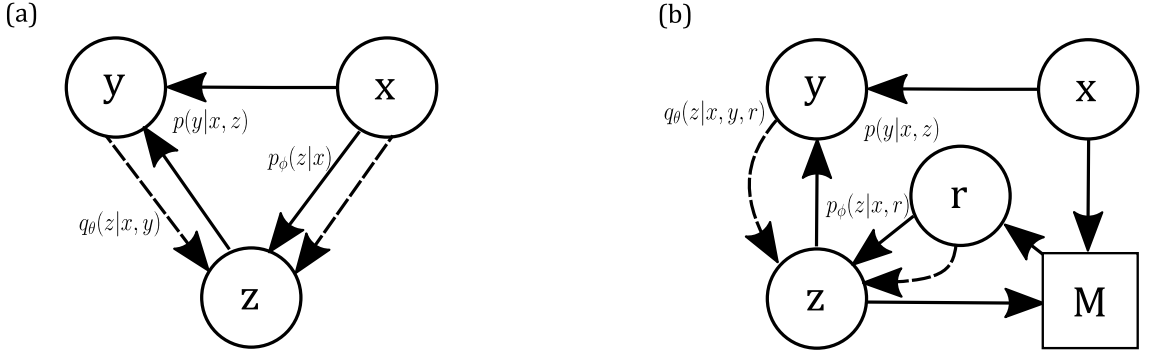 (a)
y
x
p(y|x, z)
p_ϕ(z|x)
q_θ(z|x, y)
z
(b)
y
x
q_θ(z|x, y, r)
p(y|x, z)
r
p_ϕ(z|x, r)
z
M